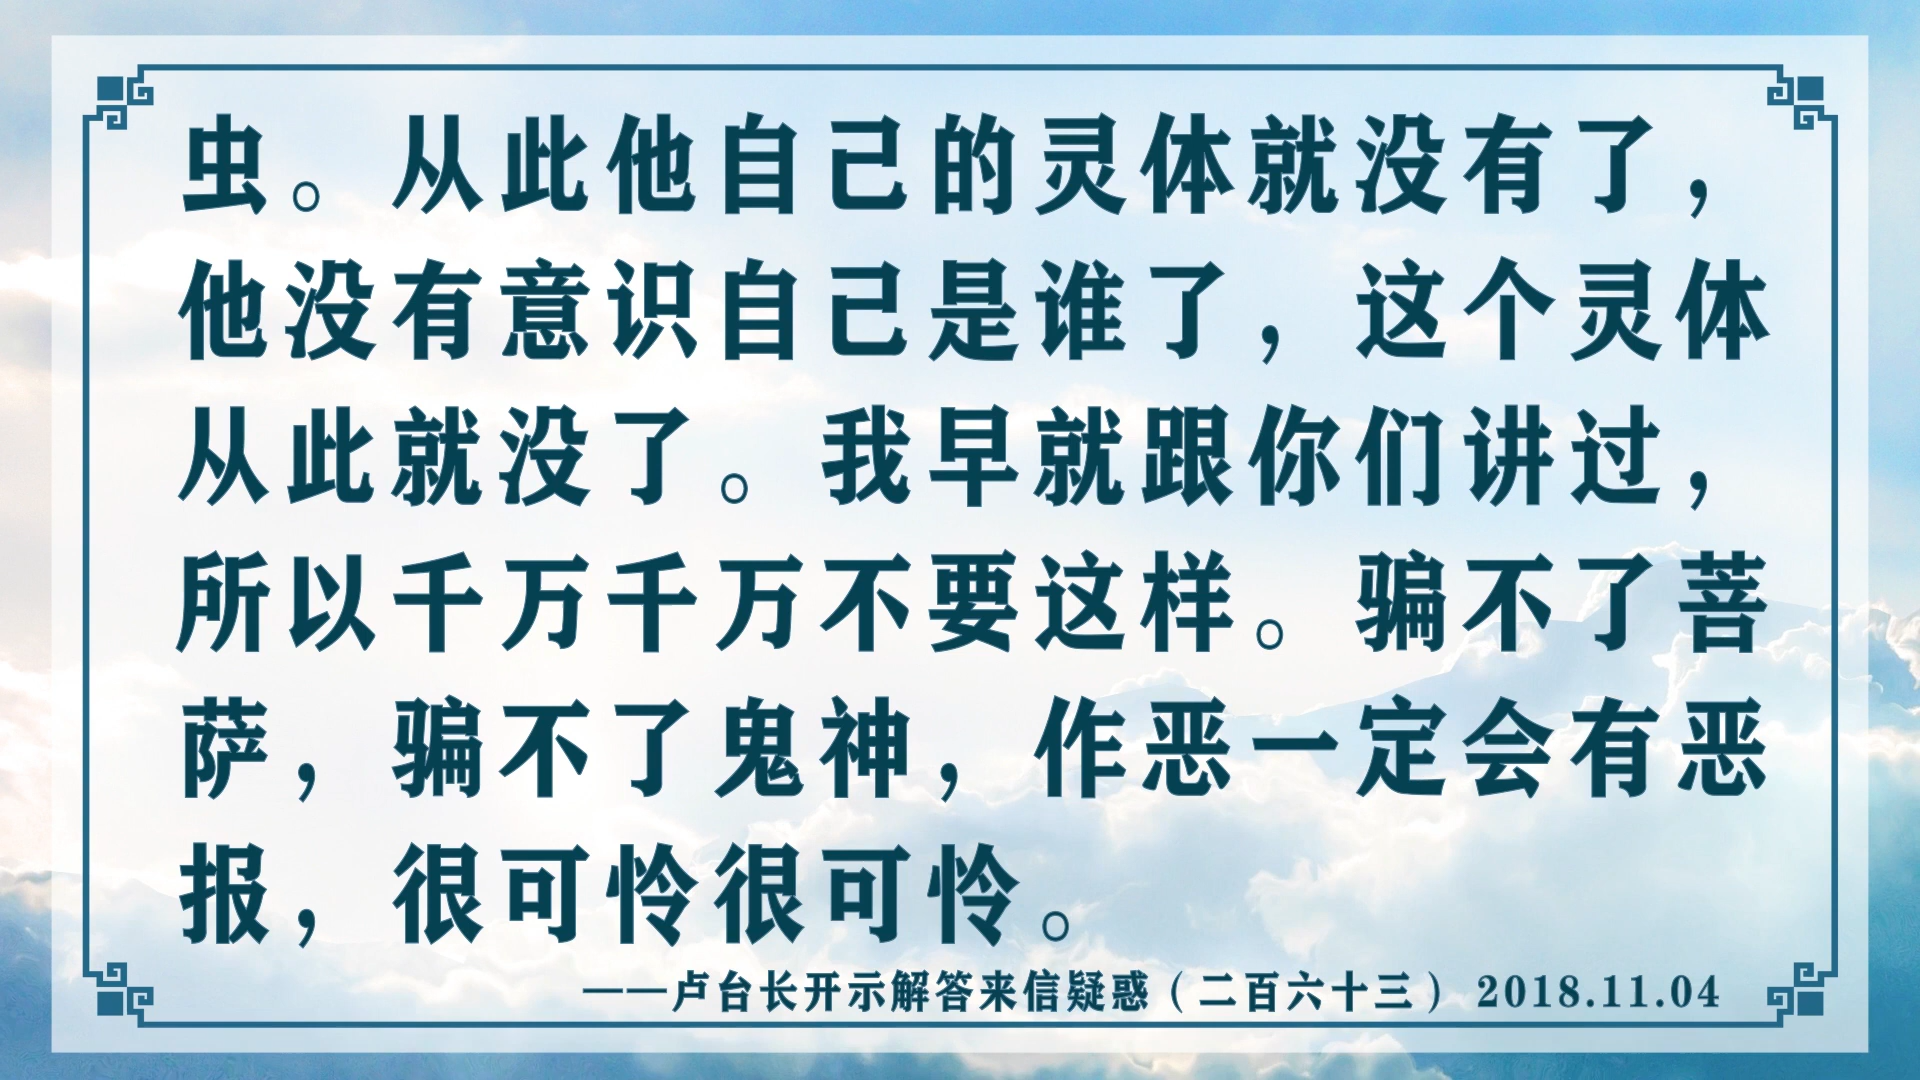 虫。从此他自己的灵体就没有了，
他没有意识自己是谁了，这个灵体
从此就没了。我早就跟你们讲过，
所以千万千万不要这样。骗不了菩
萨，骗不了鬼神，作恶一定会有恶
报，很可怜很可怜。
——卢台长开示解答来信疑惑（二百六十三） 2018.11.04